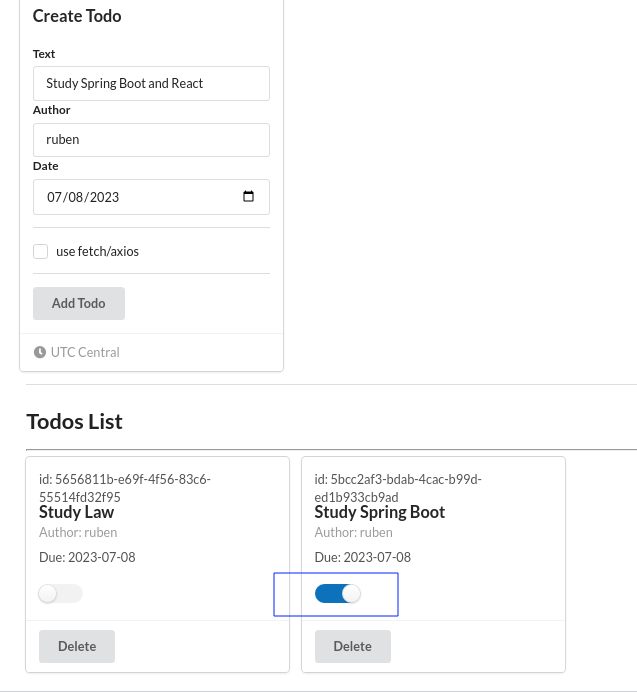 Create Todo
Text
Study Spring Boot and React
Author
ruben
Date
07/08/2023
use fetch/axios
Add Todo
UTC Central
Todos List
id: 5656811b-e69f-4f56-83c6-
55514fd32f95
Study Law
Author: ruben
Due: 2023-07-08
Delete
id: 5bcc2af3-bdab-4cac-b99d-
ed1b933cb9ad
Study Spring Boot
Author: ruben
Due: 2023-07-08
Delete